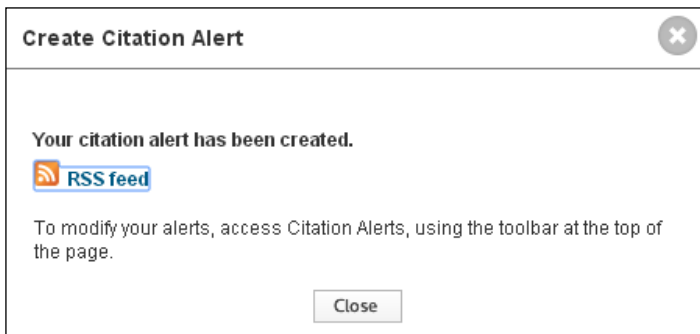 Create Citation Alert
Your citation alert has been created.
RSS feed
To modify your alerts, access Citation Alerts, using the toolbar at the top of
the page.
Close